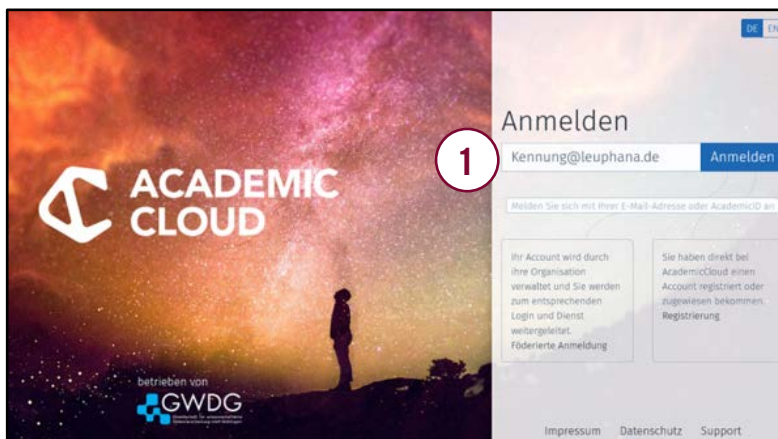 DE EN
Anmelden
1
Kennung@leuphana.de Anmelden
Melden Sie sich mit Ihrer E-Mail-Adresse oder AcademicID an
ACADEMIC
CLOUD
Ihr Account wird durch
ihre Organisation
verwaltet und Sie werden
zum entsprechenden
Login und Dienst
weitergeleitet.
Föderierte Anmeldung
Sie haben direkt bei
AcademicCloud einen
Account registriert oder
zugewiesen bekommen.
Registrierung
betrieben von
GWDG
Impressum Datenschutz Support